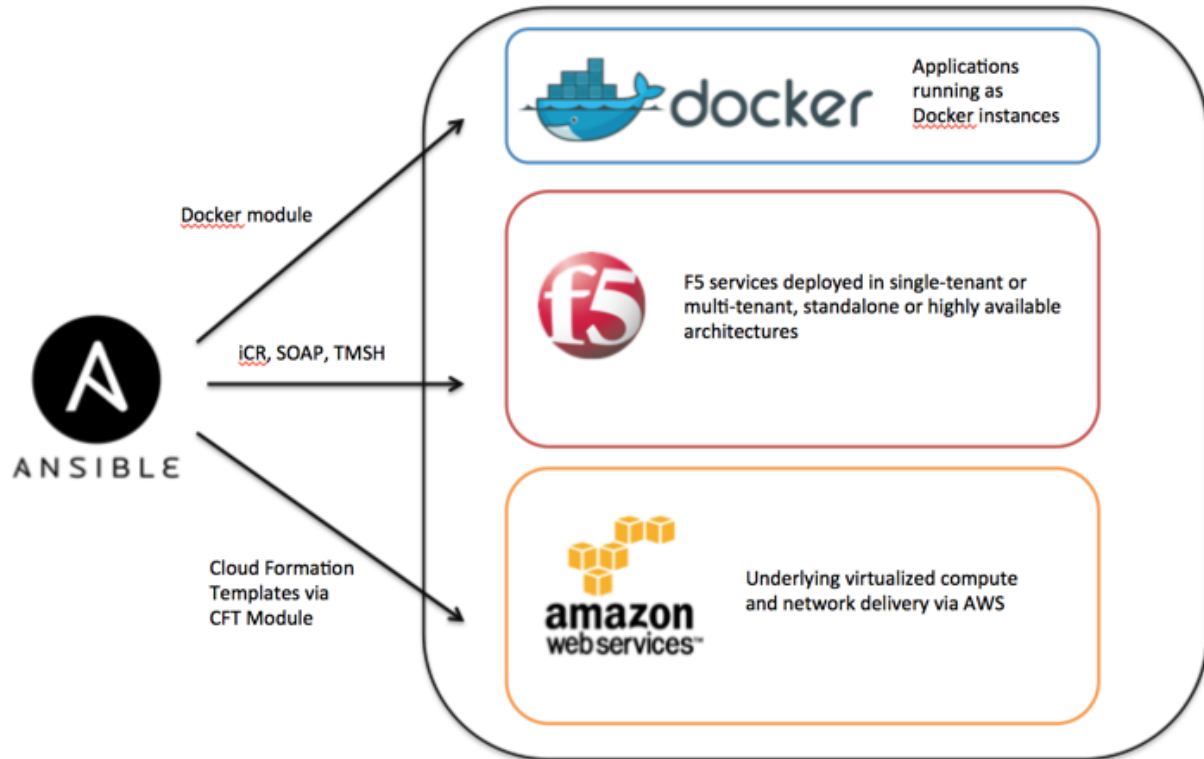 docker
Applications
running as
Docker instances
Docker module
f5
F5 services deployed in single-tenant or
multi-tenant, standalone or highly available
architectures
iCR, SOAP, TMSH
ANSIBLE
Cloud Formation
Templates via
CFT Module
amazon
webservices™
Underlying virtualized compute
and network delivery via AWS